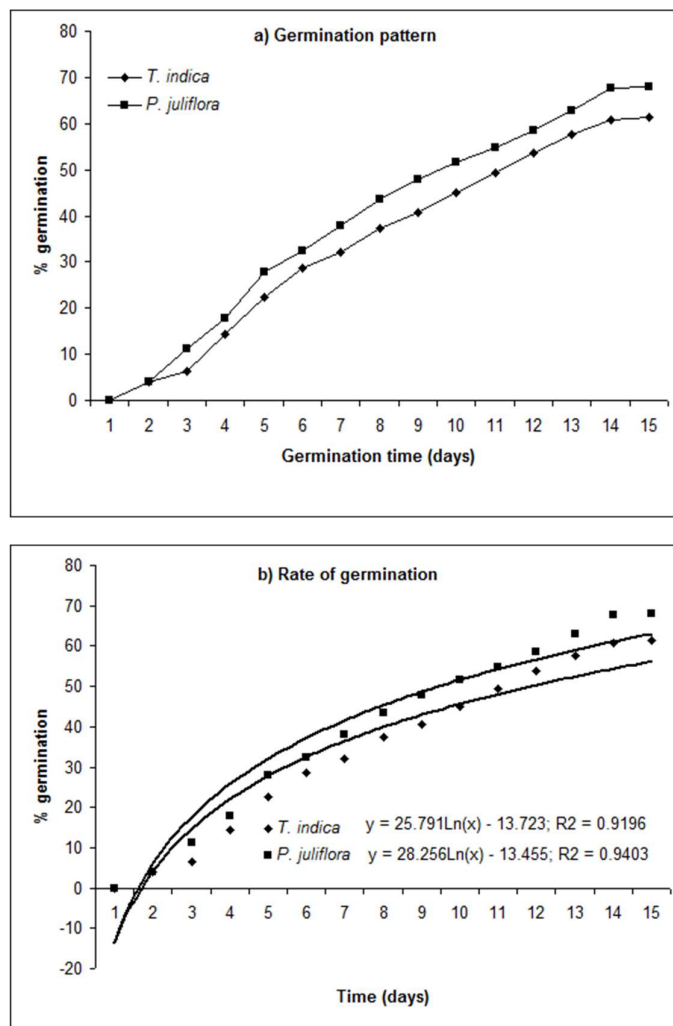 a) Germination pattern
T. indica
P. juliflora
% germination
80
70
60
50
40
30
20
10
0
1 2 3 4 5 6 7 8 9 10 11 12 13 14 15
Germination time (days)
b) Rate of germination
% germination
80
70
60
50
40
30
20
10
0
-10
-20
T. indica y = 25.791Ln(x) - 13.723; R2 = 0.9196
P. juliflora y = 28.256Ln(x) - 13.455; R2 = 0.9403
1 2 3 4 5 6 7 8 9 10 11 12 13 14 15
Time (days)